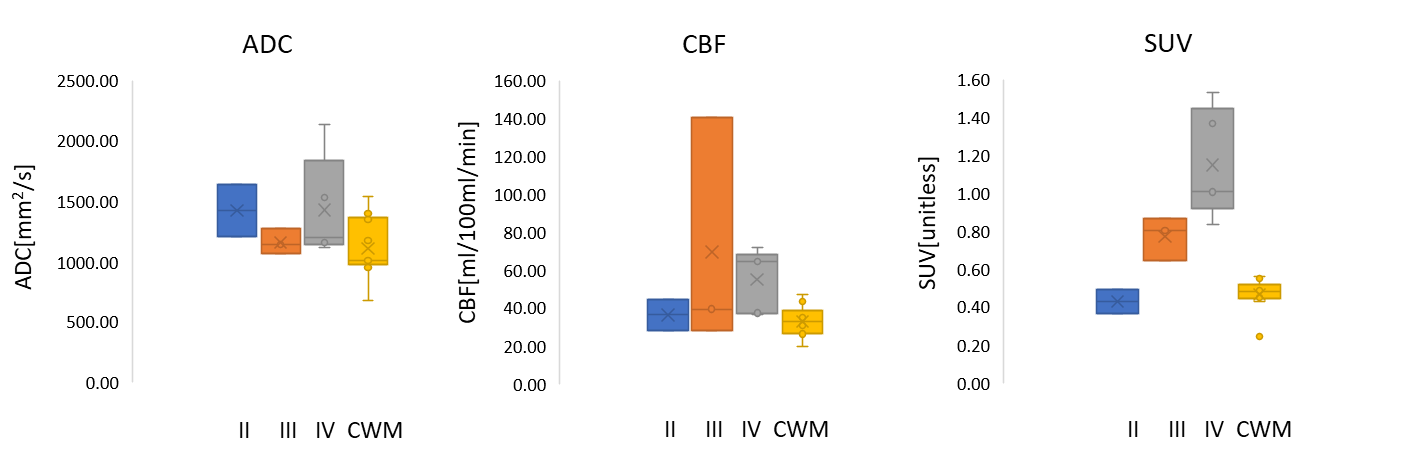 ADC
CBF
SUV
ADC[mm²/s]
2500.00
2000.00
1500.00
1000.00
500.00
0.00
II III IV CWM
CBF[ml/100ml/min]
160.00
140.00
120.00
100.00
80.00
60.00
40.00
20.00
0.00
II III IV CWM
SUV[unitless]
1.60
1.40
1.20
1.00
0.80
0.60
0.40
0.20
0.00
II III IV CWM